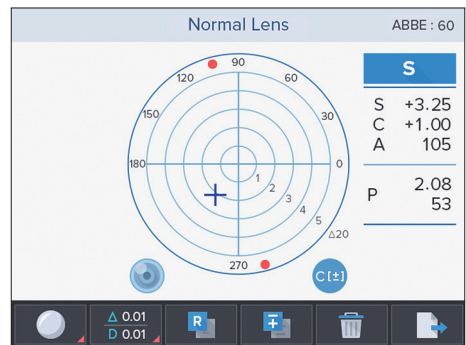 Normal Lens
ABBE : 60
90
120
60
150
30
180
0
1
2
3
4
5
Δ20
270
C[±]
S
S +3.25
C +1.00
A 105
P 2.08
53
Δ 0.01
D 0.01
R
∓